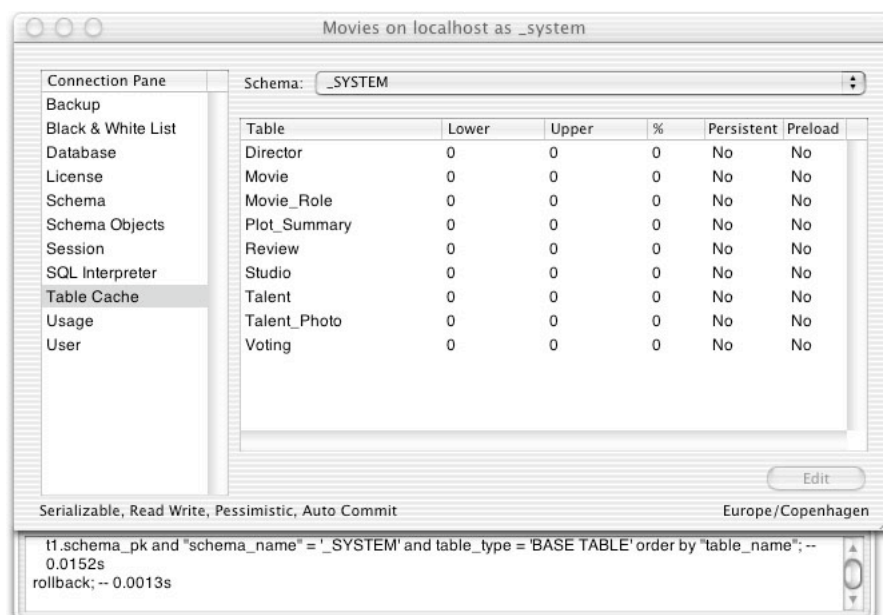 Movies on localhost as _system
Connection Pane
Backup
Black & White List
Database
License
Schema
Schema Objects
Session
SQL Interpreter
Table Cache
Usage
User
Schema: _SYSTEM
Table Lower Upper % Persistent Preload
Director 0 0 0 No No
Movie 0 0 0 No No
Movie_Role 0 0 0 No No
Plot_Summary 0 0 0 No No
Review 0 0 0 No No
Studio 0 0 0 No No
Talent 0 0 0 No No
Talent_Photo 0 0 0 No No
Voting 0 0 0 No No
Edit
Serializable, Read Write, Pessimistic, Auto Commit Europe/Copenhagen
t1.schema_pk and "schema_name" = '_SYSTEM' and table_type = 'BASE TABLE' order by "table_name"; --
0.0152s
rollback; -- 0.0013s